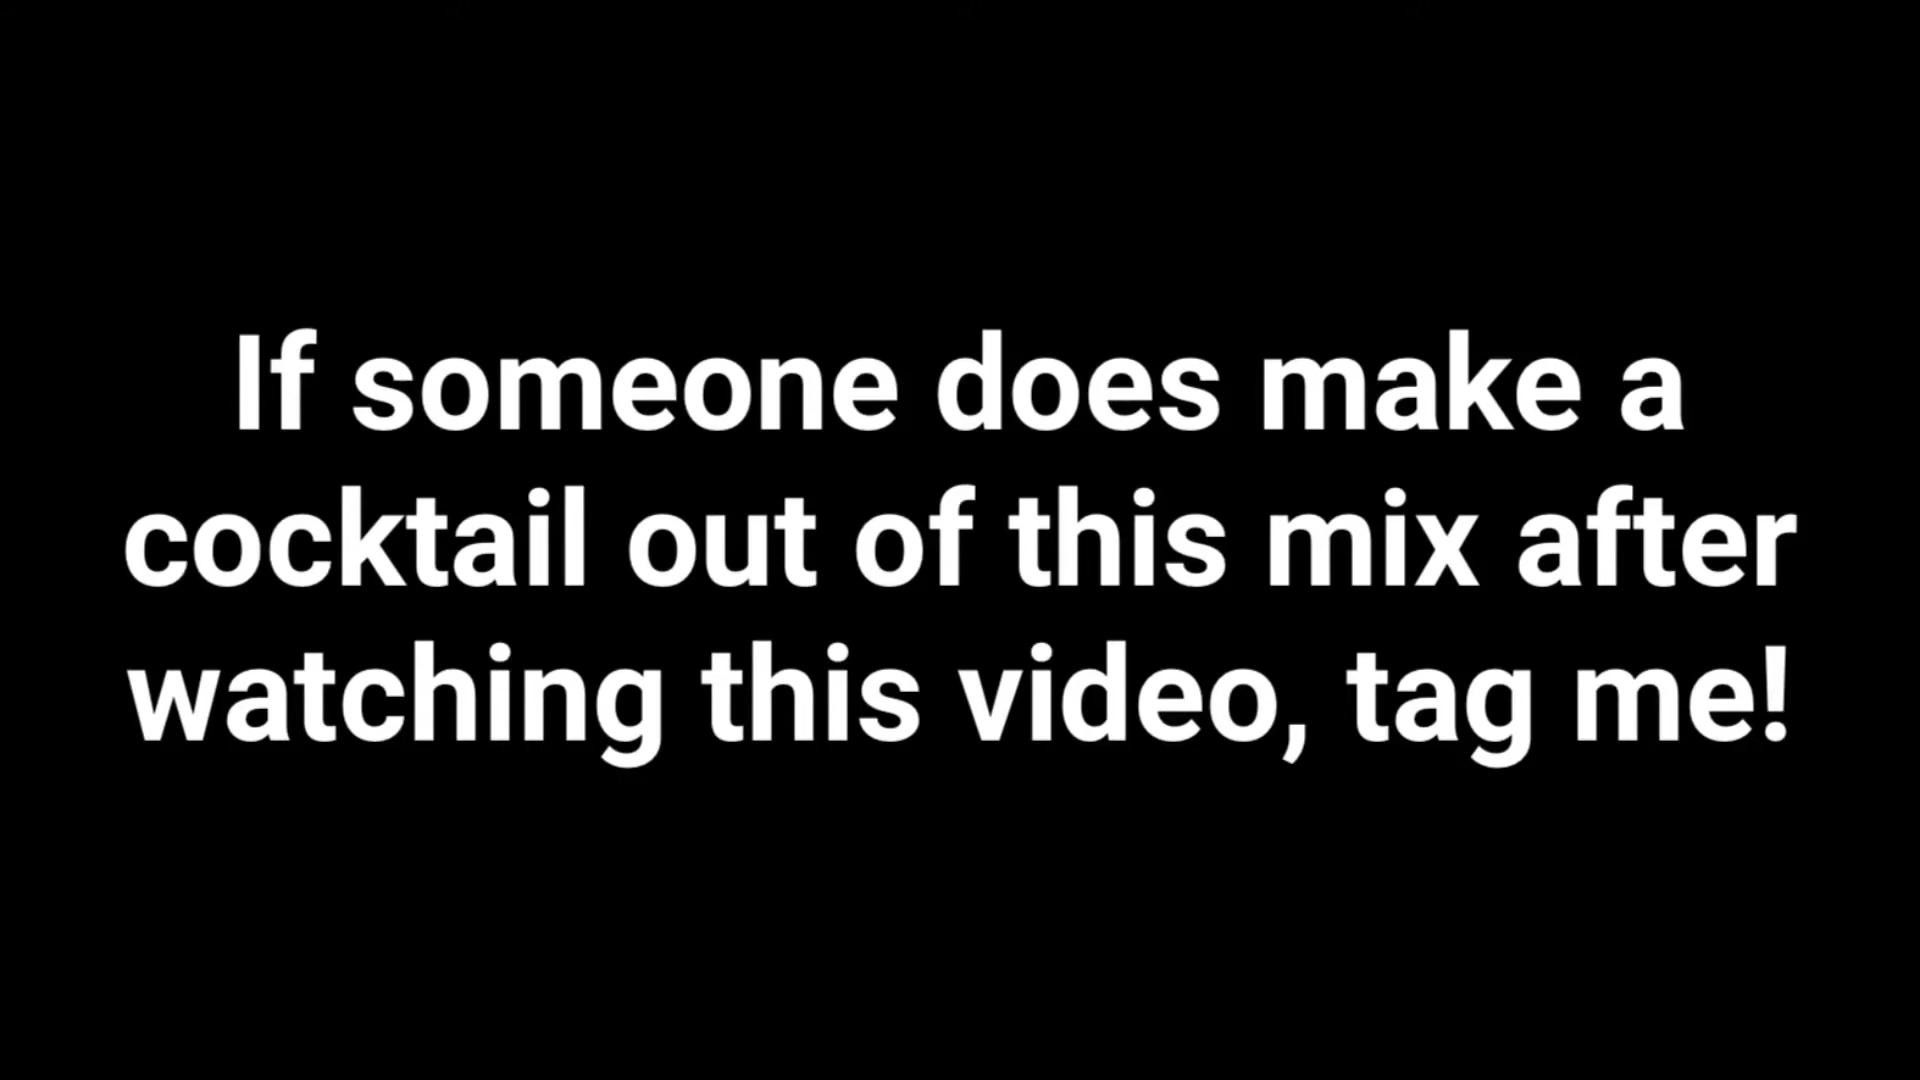 If someone does make a
cocktail out of this mix after
watching this video, tag me!